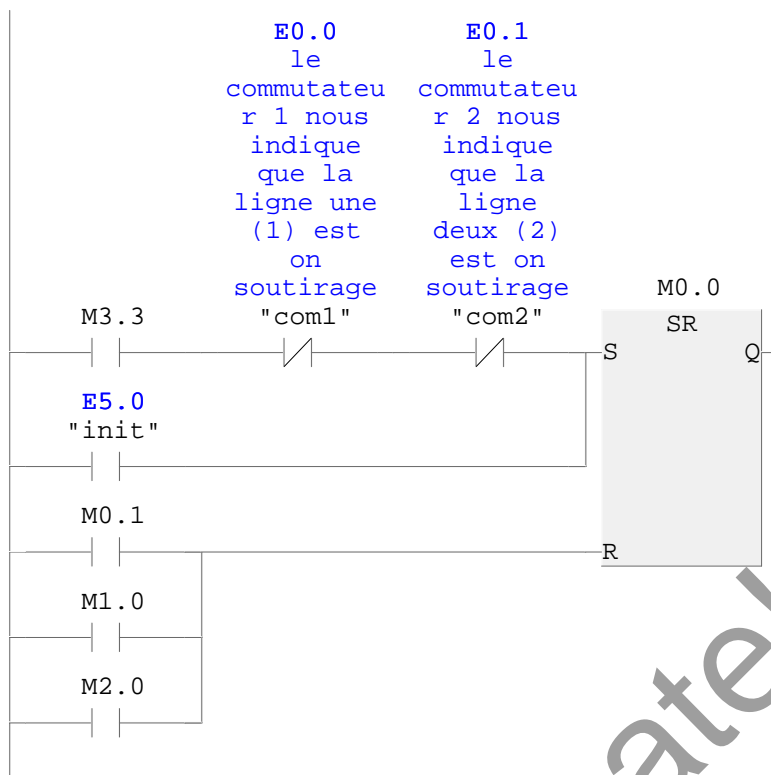 E0.0 E0.1
le le
commutateu commutateu
r 1 nous r 2 nous
indique indique
que la que la
ligne une ligne
(1) est deux (2)
on est on
soutirage soutirage M0.0
M3.3 "com1" "com2" SR
S Q
E5.0
"init"
M0.1
R
M1.0
M2.0